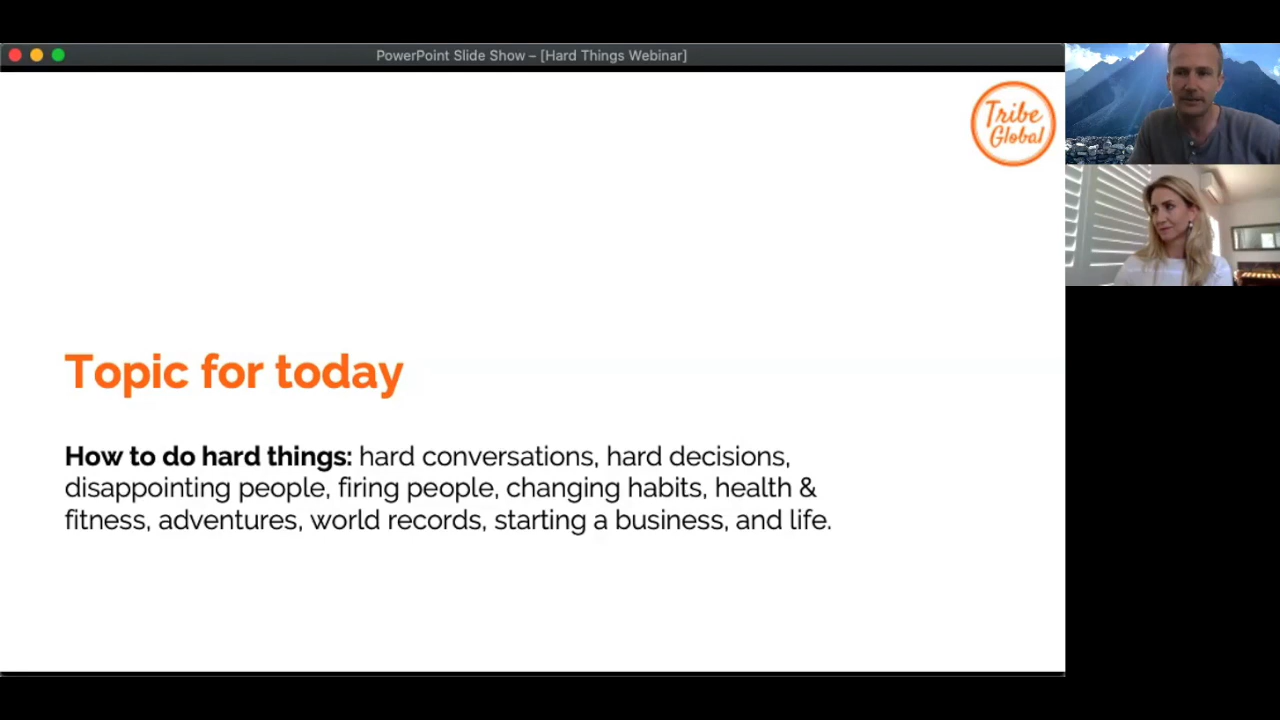 PowerPoint Slide Show – [Hard Things Webinar]
Tribe
Global
Topic for today
How to do hard things: hard conversations, hard decisions,
disappointing people, firing people, changing habits, health &
fitness, adventures, world records, starting a business, and life.